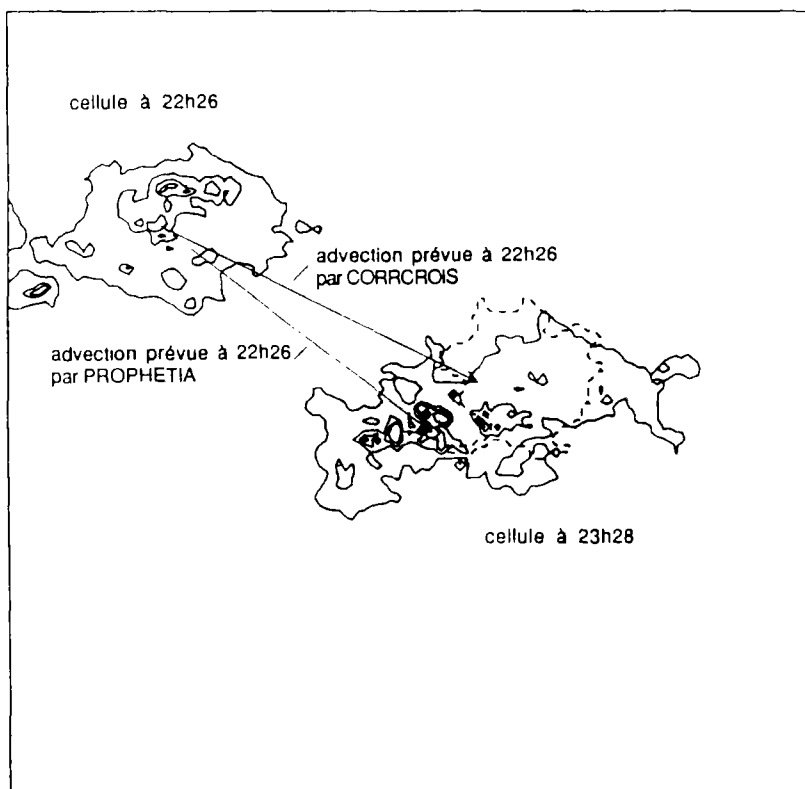 cellule à 22h26
advection prévue à 22h26
par CORRCROIS
advection prévue à 22h26
par PROPHETIA
cellule à 23h28